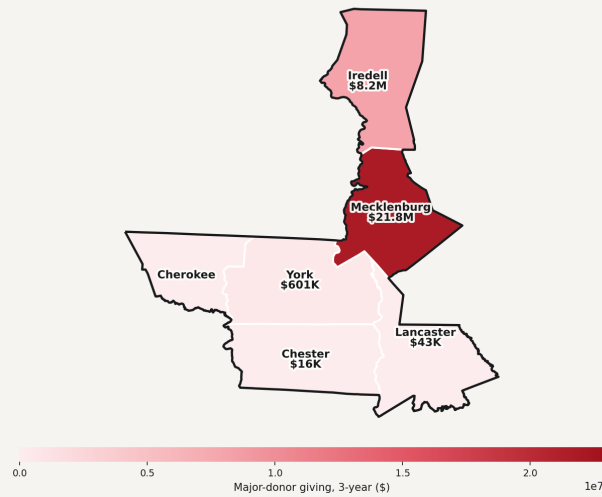 Iredell
$8.2M
Mecklenburg
$21.8M
Cherokee
York
$601K
Lancaster
$43K
Chester
$16K
0.0
0.5
1.0
1.5
2.0
1e7
Major-donor giving, 3-year ($)